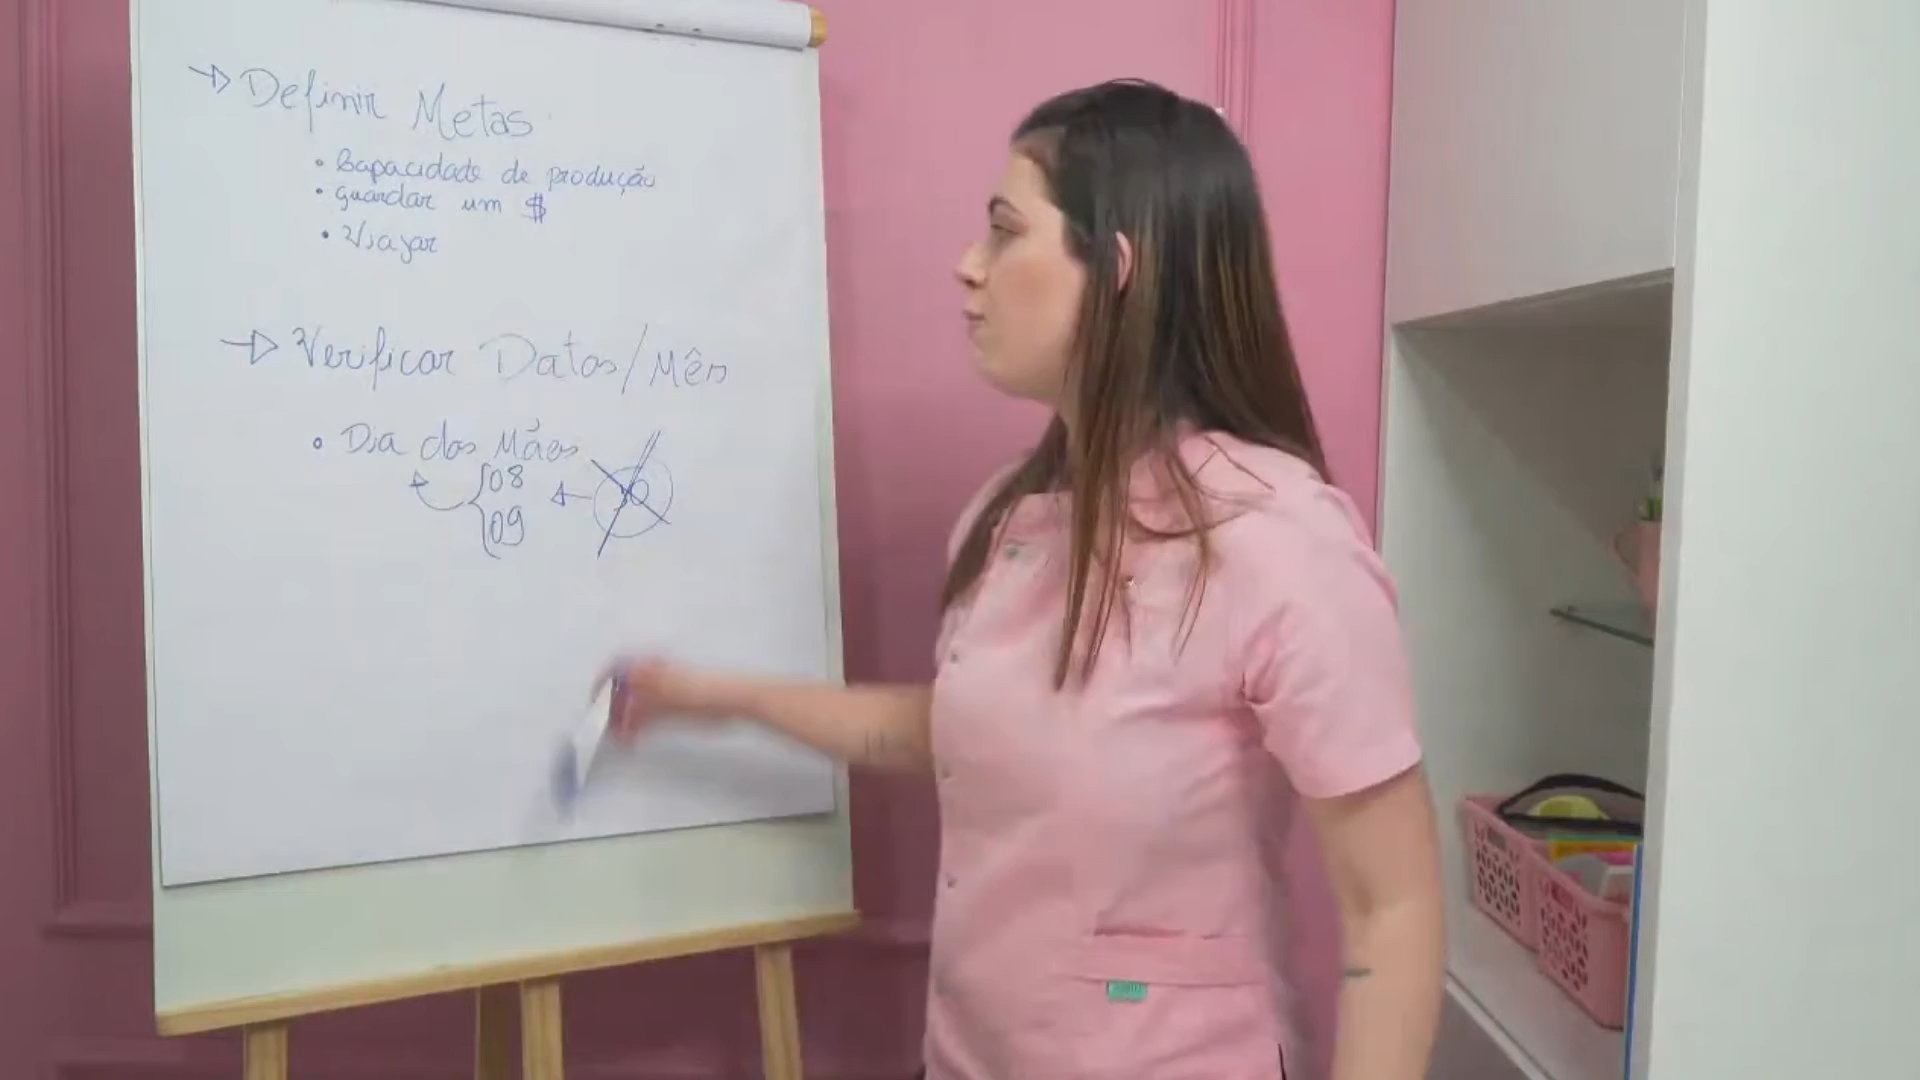 Definir Metas
• Capacidade de produção
• guardar um $
• Viajar
Verificar Datas/Mês
• Dia das Mães
08
09